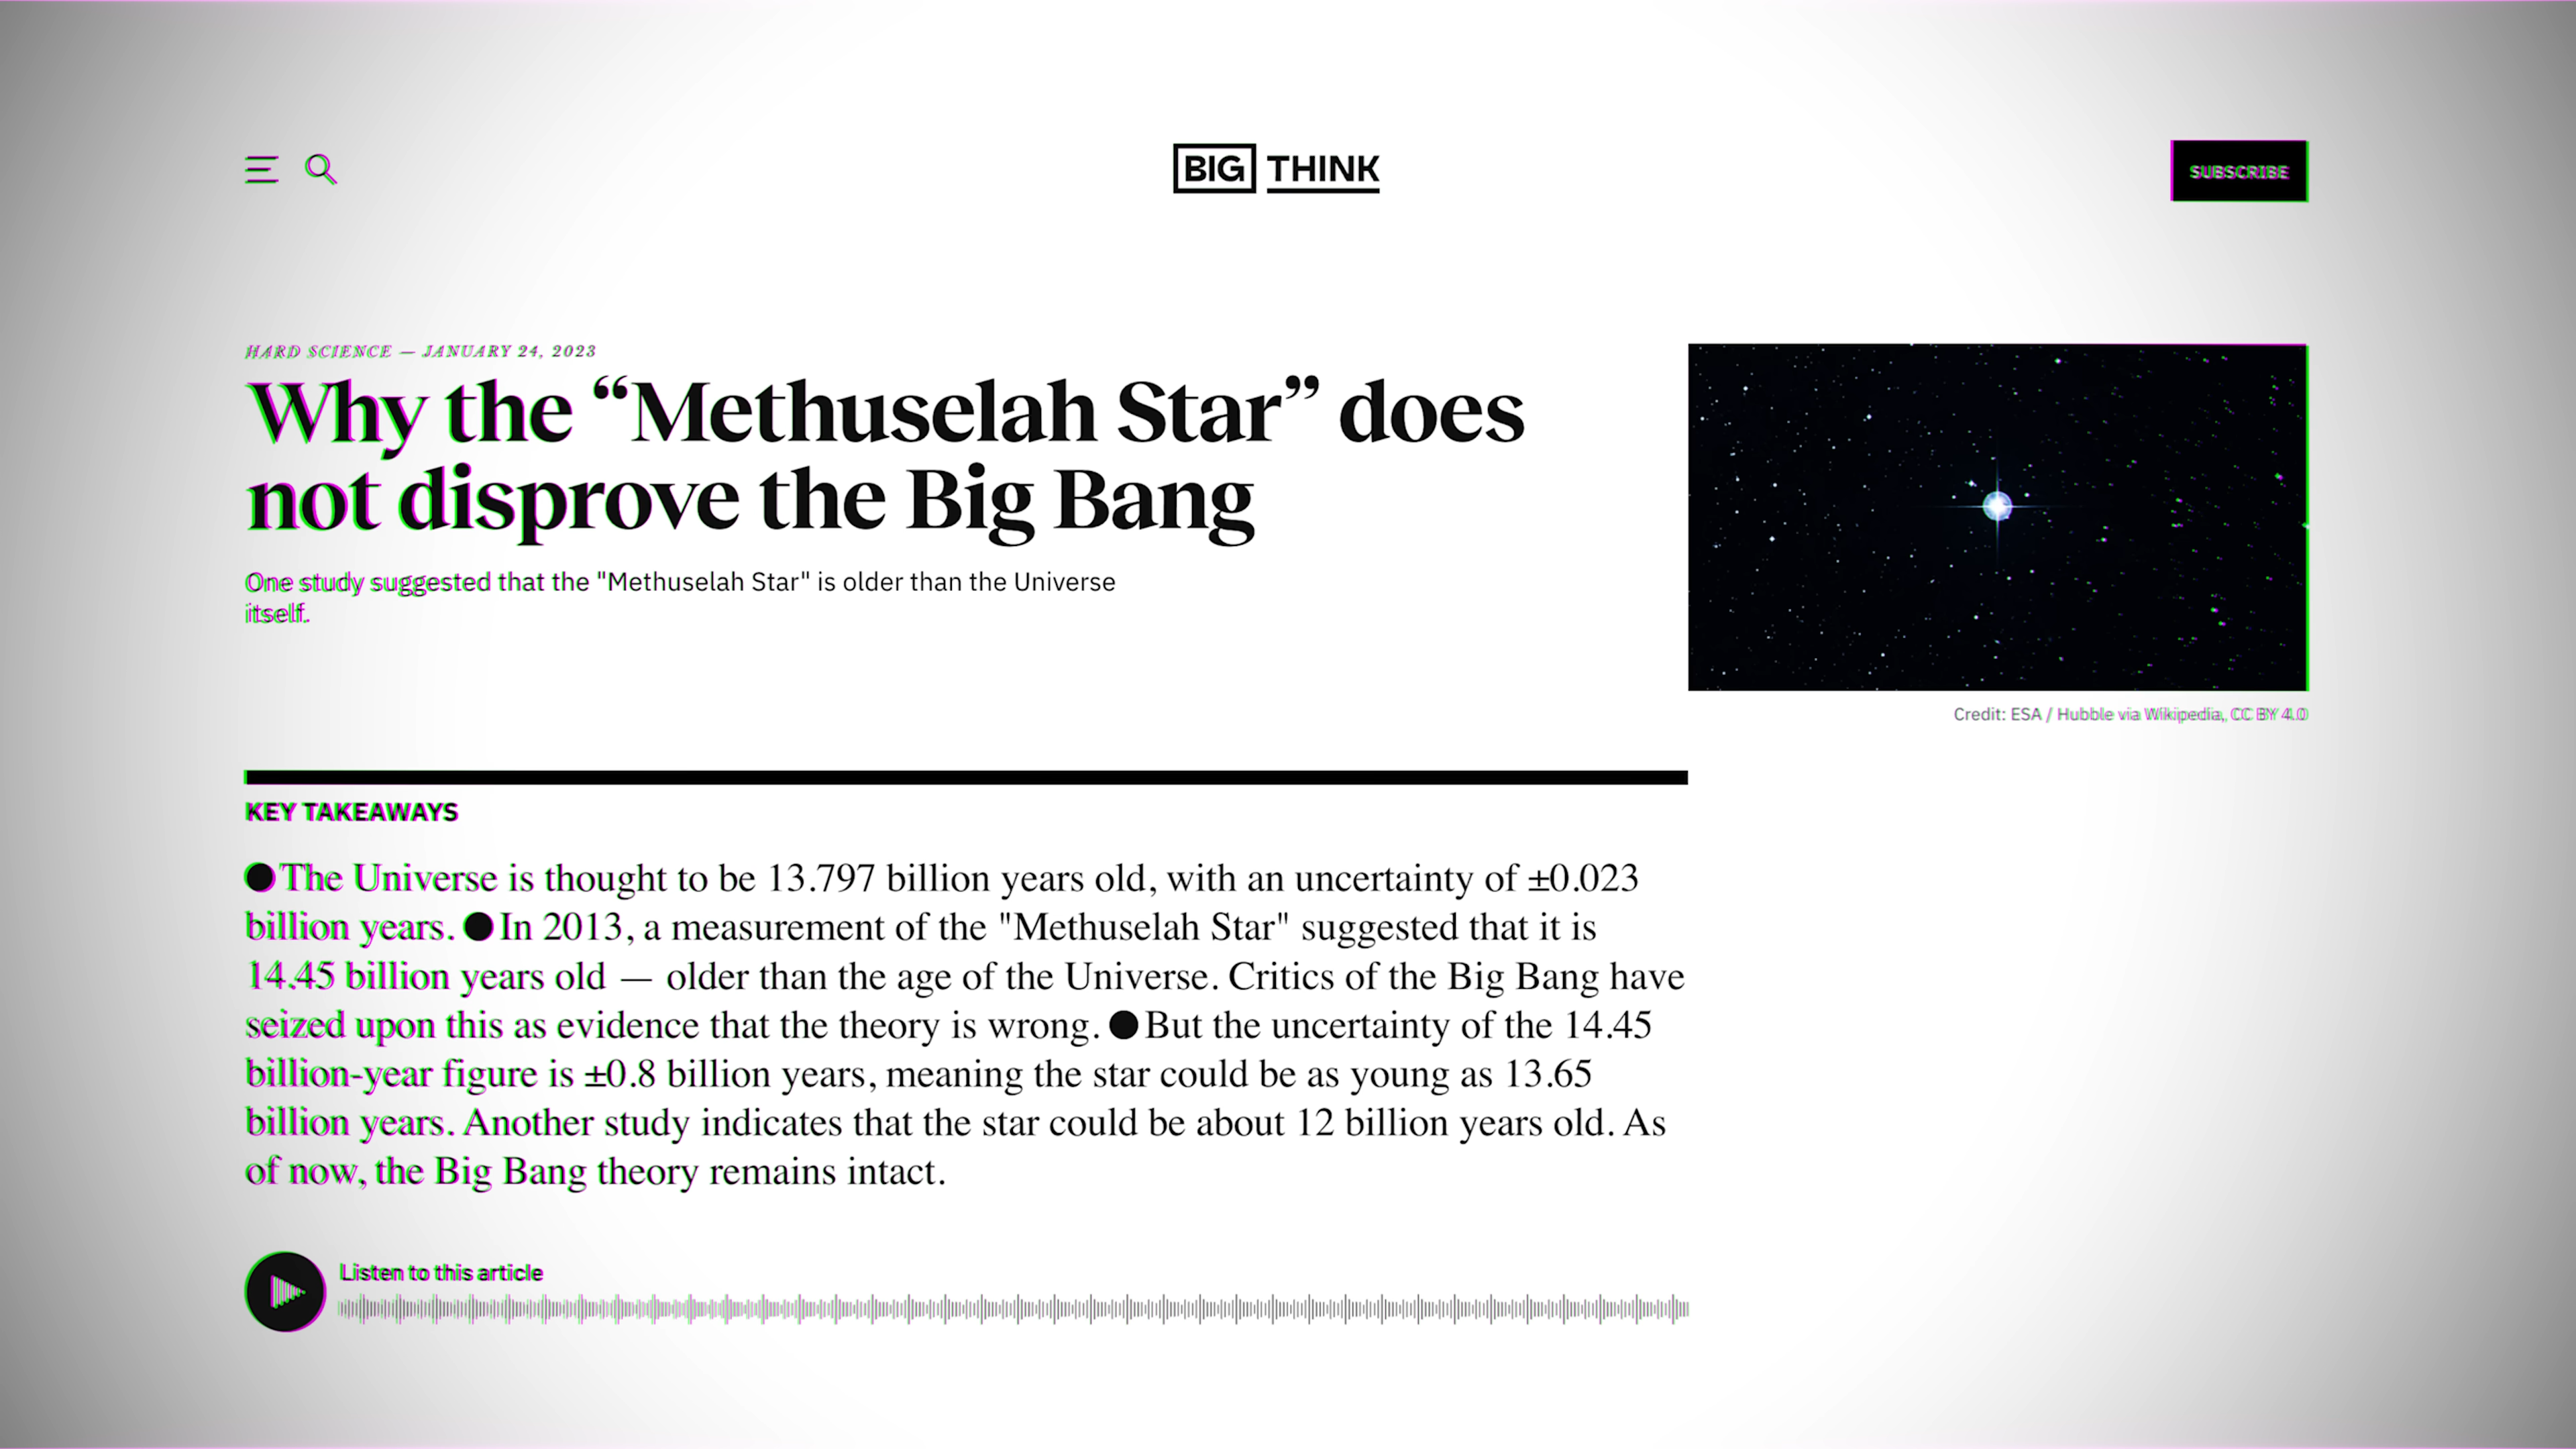 BIG THINK
SUBSCRIBE
HARD SCIENCE — JANUARY 24, 2023
Why the “Methuselah Star” does
not disprove the Big Bang
One study suggested that the "Methuselah Star" is older than the Universe
itself.
Credit: ESA / Hubble via Wikipedia, CC BY 4.0
KEY TAKEAWAYS
●The Universe is thought to be 13.797 billion years old, with an uncertainty of ±0.023
billion years. ●In 2013, a measurement of the "Methuselah Star" suggested that it is
14.45 billion years old — older than the age of the Universe. Critics of the Big Bang have
seized upon this as evidence that the theory is wrong. ●But the uncertainty of the 14.45
billion-year figure is ±0.8 billion years, meaning the star could be as young as 13.65
billion years. Another study indicates that the star could be about 12 billion years old. As
of now, the Big Bang theory remains intact.
Listen to this article